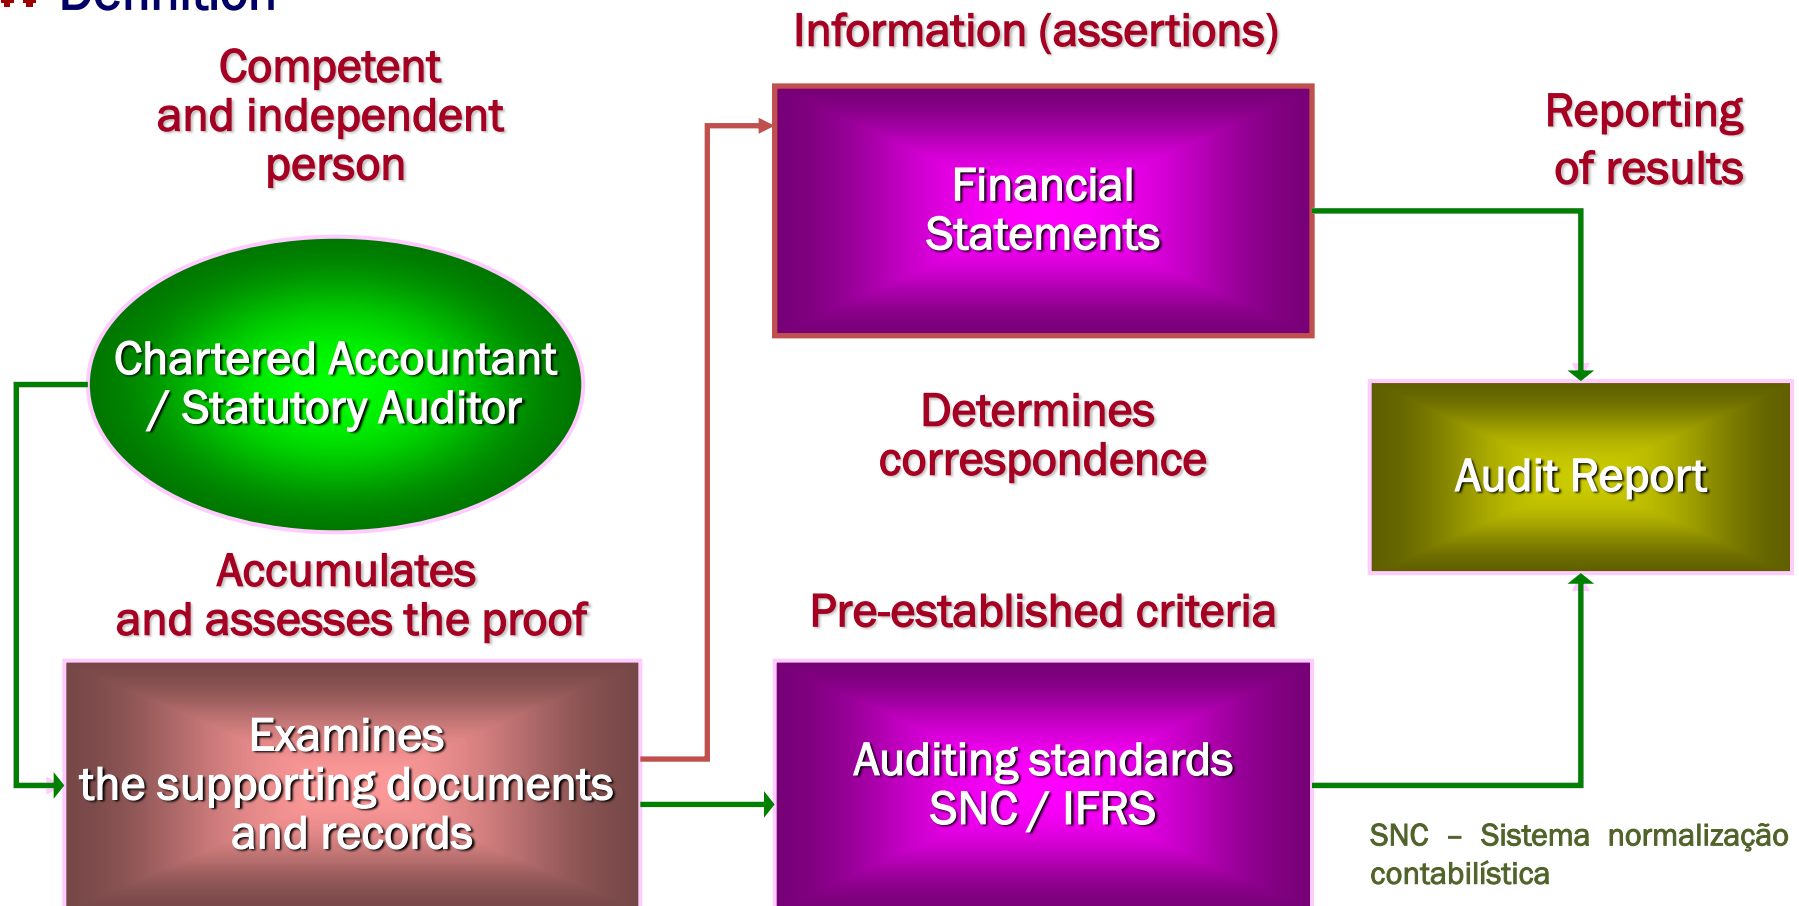 Definition
Competent
and independent
person
Information (assertions)
Reporting
of results
Financial
Statements
Chartered Accountant
/ Statutory Auditor
Determines
correspondence
Audit Report
Accumulates
and assesses the proof
Pre-established criteria
Examines
the supporting documents
and records
Auditing standards
SNC / IFRS
SNC – Sistema normalização
contabilística